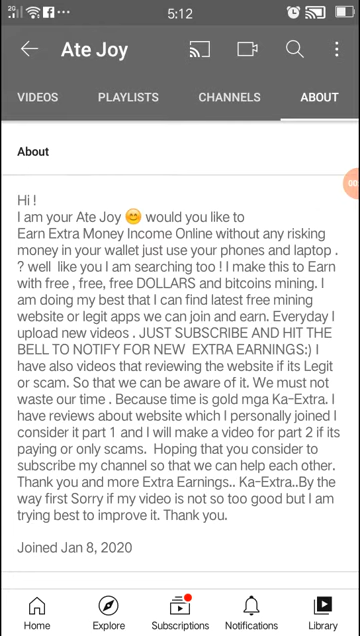 2G
5:12
Ate Joy
VIDEOS PLAYLISTS CHANNELS ABOUT
About
00
Hi !
I am your Ate Joy 😊 would you like to
Earn Extra Money Income Online without any risking
money in your wallet just use your phones and laptop .
? well like you I am searching too ! I make this to Earn
with free , free, free DOLLARS and bitcoins mining. I
am doing my best that I can find latest free mining
website or legit apps we can join and earn. Everyday I
upload new videos . JUST SUBSCRIBE AND HIT THE
BELL TO NOTIFY FOR NEW EXTRA EARNINGS:) I
have also videos that reviewing the website if its Legit
or scam. So that we can be aware of it. We must not
waste our time . Because time is gold mga Ka-Extra. I
have reviews about website which I personally joined I
consider it part 1 and I will make a video for part 2 if its
paying or only scams. Hoping that you consider to
subscribe my channel so that we can help each other.
Thank you and more Extra Earnings.. Ka-Extra..By the
way first Sorry if my video is not so too good but I am
trying best to improve it. Thank you.
Joined Jan 8, 2020
Home Explore Subscriptions Notifications Library